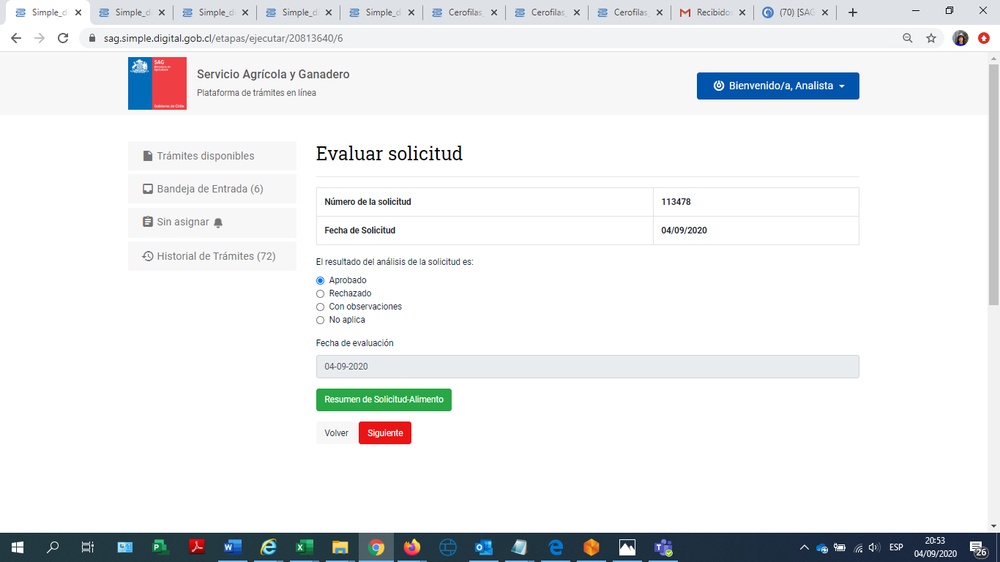 Simple_d
Simple_d
Simple_d
Simple_d
Simple_d
Cerofilas_
Cerofilas_
Cerofilas_
Recibidos
(70) [SAG
sag.simple.digital.gob.cl/etapas/ejecutar/20813640/6
SAG
Ministerio de
Agricultura
Gobierno de Chile
Servicio Agrícola y Ganadero
Plataforma de trámites en línea
Bienvenido/a, Analista
Trámites disponibles
Bandeja de Entrada (6)
Sin asignar
Historial de Trámites (72)
Evaluar solicitud
Número de la solicitud 113478
Fecha de Solicitud 04/09/2020
El resultado del análisis de la solicitud es:
Aprobado
Rechazado
Con observaciones
No aplica
Fecha de evaluación
04-09-2020
Resumen de Solicitud-Alimento
Volver Siguiente
ESP
20:53
04/09/2020
26